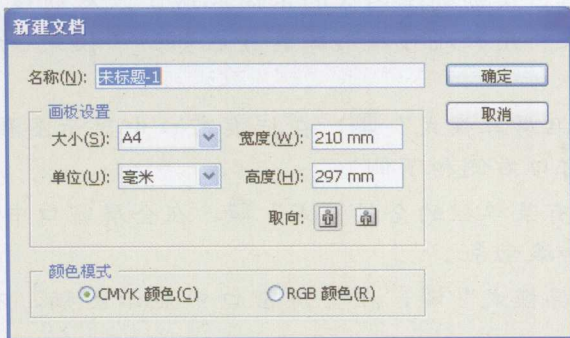 新建文档
名称(N): 未标题-1
确定
画板设置
取消
大小(S): A4
宽度(W): 210 mm
单位(U): 毫米
高度(H): 297 mm
取向:
颜色模式
CMYK 颜色(C)
RGB 颜色(R)